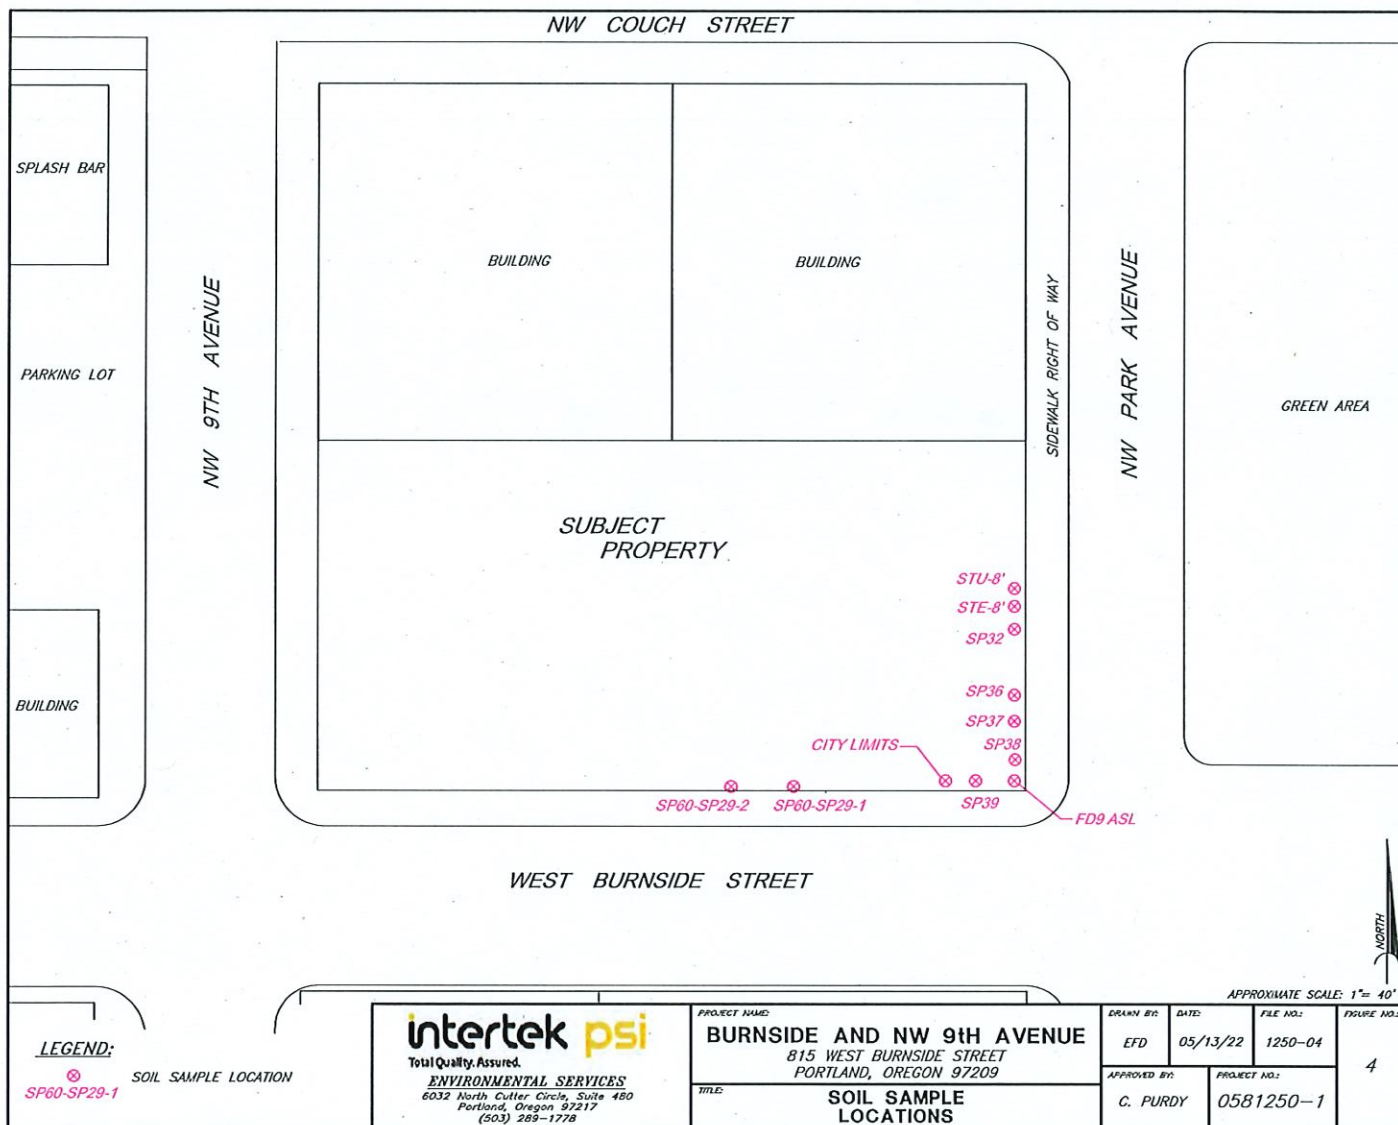 NW COUCH STREET
SPLASH BAR
BUILDING
BUILDING
NW 9TH AVENUE
SIDEWALK RIGHT OF WAY
NW PARK AVENUE
PARKING LOT
GREEN AREA
SUBJECT
PROPERTY
STU-8'
STE-8'
SP32
SP36
BUILDING
SP37
CITY LIMITS
SP38
SP60-SP29-2
SP60-SP29-1
SP39
FD9 ASL
WEST BURNSIDE STREET
NORTH
APPROXIMATE SCALE: 1"= 40'
LEGEND:
SP60-SP29-1
SOIL SAMPLE LOCATION
intertek psi
Total Quality. Assured.
ENVIRONMENTAL SERVICES
6032 North Cutter Circle, Suite 480
Portland, Oregon 97217
(503) 289-1778
PROJECT NAME:
BURNSIDE AND NW 9tH AVENUE
815 WEST BURNSIDE STREET
PORTLAND, OREGON 97209
TITLE:
SOIL SAMPLE
LOCATIONS
DRAWN BY:
EFD
DATE:
05/13/22
FILE NO.:
1250-04
FIGURE NO.:
4
APPROVED BY:
C. PURDY
PROJECT NO.:
0581250-1